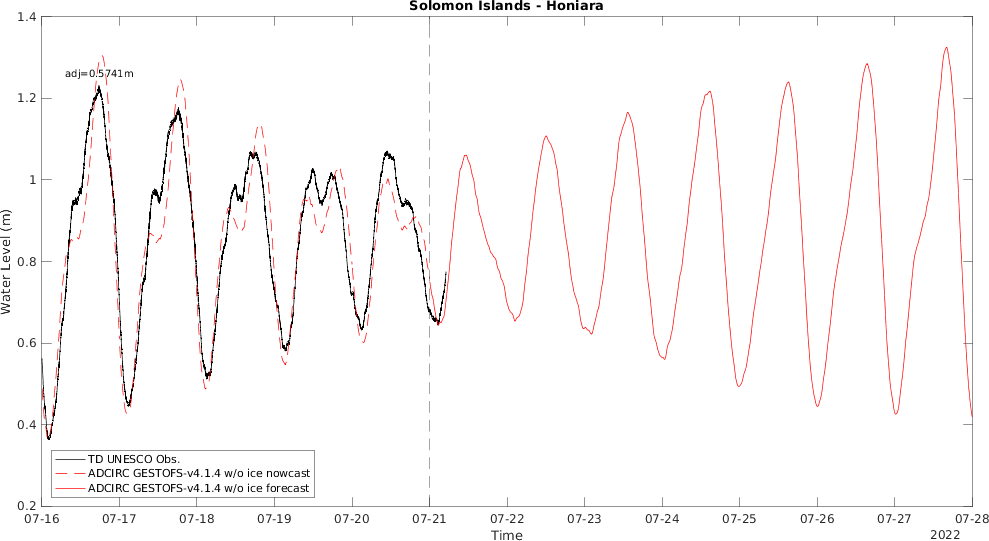 Solomon Islands - Honiara
1.4
1.2
1
0.8
0.6
0.4
0.2
Water Level (m)
adj=0.5741m
TD UNESCO Obs.
ADCIRC GESTOFS-v4.1.4 w/o ice nowcast
ADCIRC GESTOFS-v4.1.4 w/o ice forecast
07-16 07-17 07-18 07-19 07-20 07-21 07-22 07-23 07-24 07-25 07-26 07-27 07-28
Time
2022